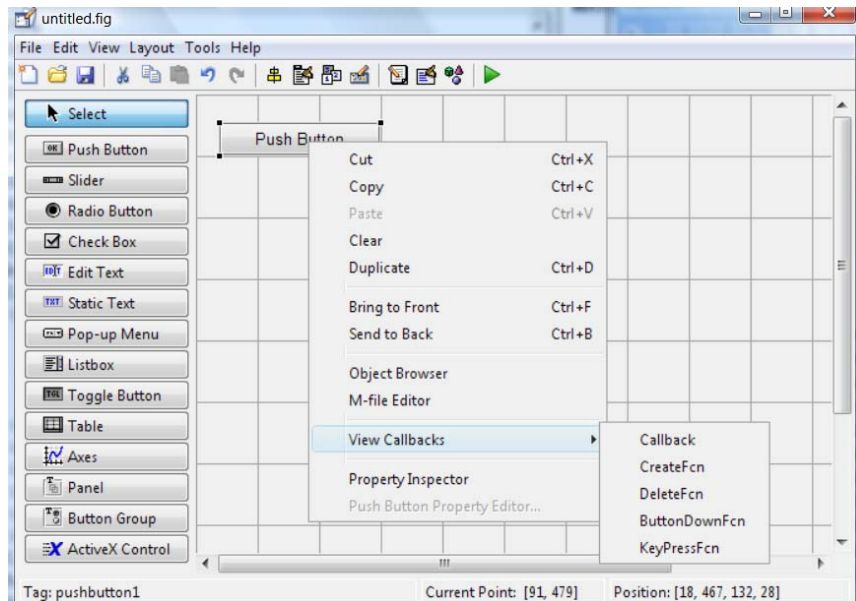 untitled.fig
File Edit View Layout Tools Help
Select
Push Button
Slider
Radio Button
Check Box
Edit Text
Static Text
Pop-up Menu
Listbox
Toggle Button
Table
Axes
Panel
Button Group
ActiveX Control
Push Button
Cut Ctrl+X
Copy Ctrl+C
Paste Ctrl+V
Clear
Duplicate Ctrl+D
Bring to Front Ctrl+F
Send to Back Ctrl+B
Object Browser
M-file Editor
View Callbacks
Property Inspector
Push Button Property Editor...
Callback
CreateFcn
DeleteFcn
ButtonDownFcn
KeyPressFcn
Tag: pushbutton1 Current Point: [91, 479] Position: [18, 467, 132, 28]